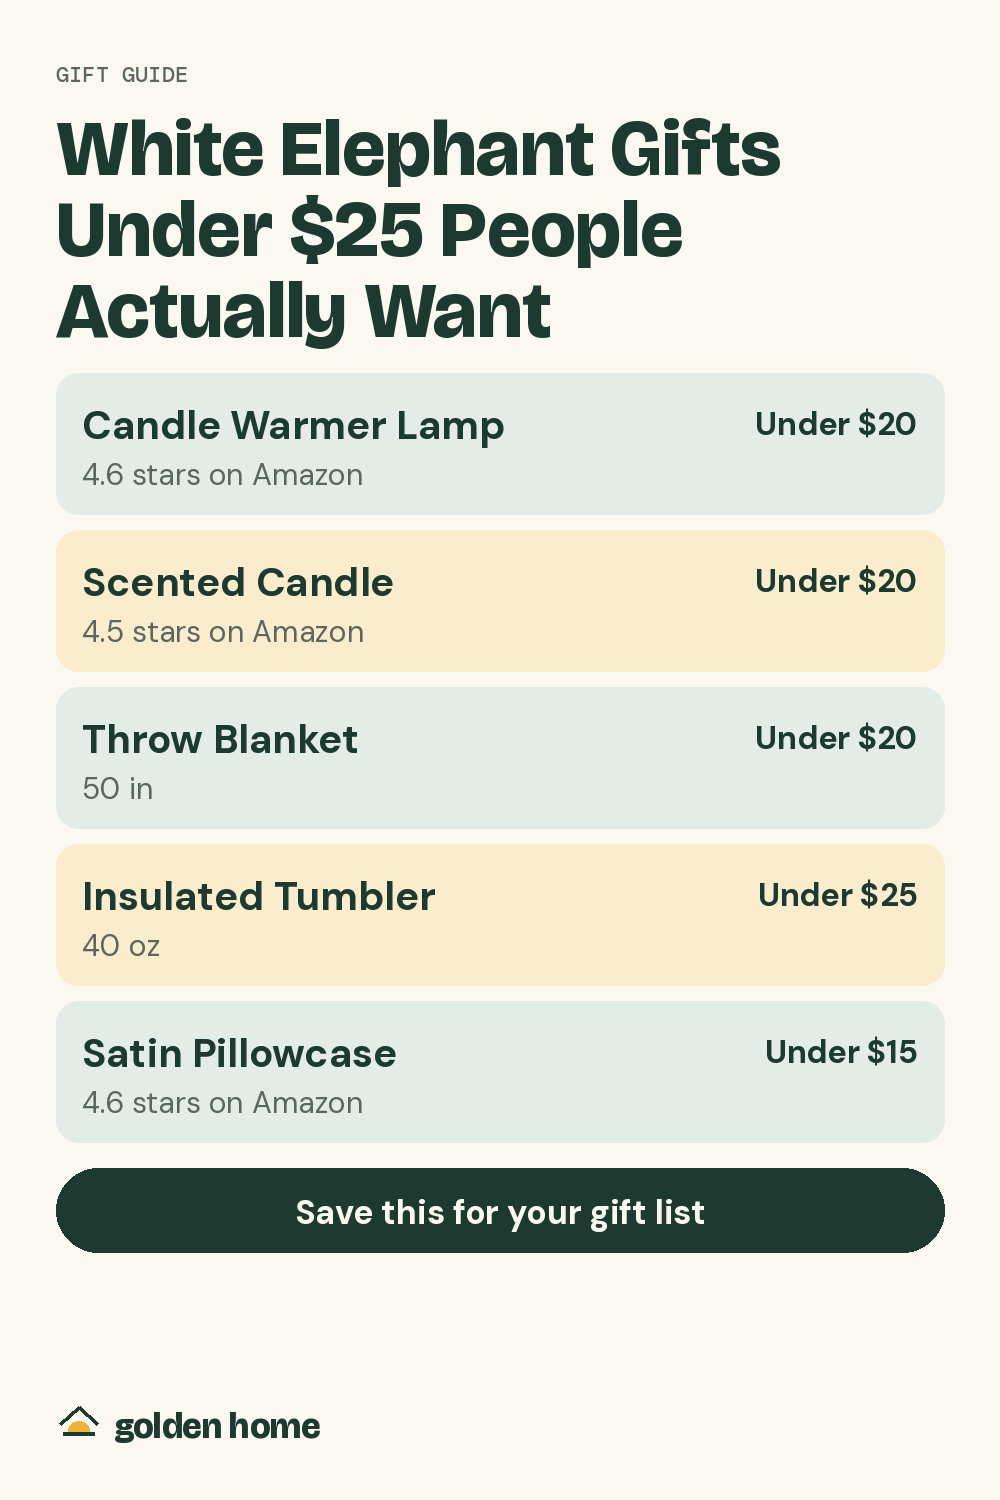 GIFT GUIDE
White Elephant Gifts
Under $25 People
Actually Want
Candle Warmer Lamp
Under $20
4.6 stars on Amazon
Scented Candle
Under $20
4.5 stars on Amazon
Throw Blanket
Under $20
50 in
Insulated Tumbler
Under $25
40 oz
Satin Pillowcase
Under $15
4.6 stars on Amazon
Save this for your gift list
golden home